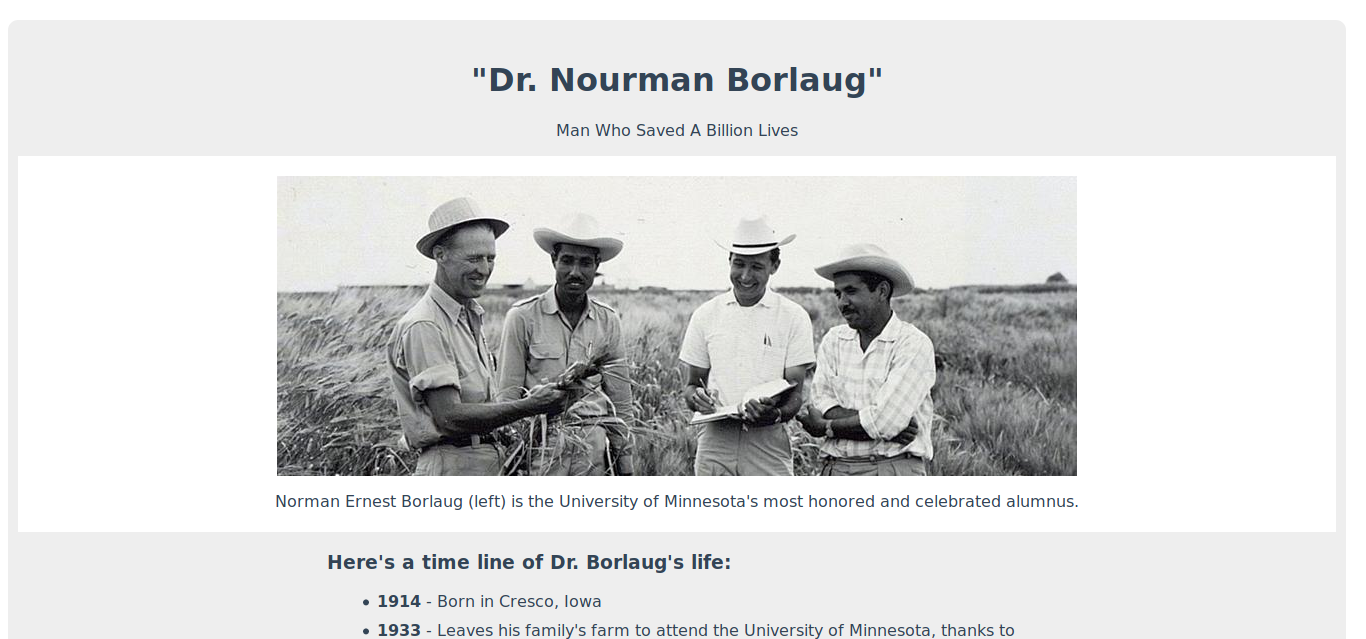 "Dr. Nourman Borlaug"
Man Who Saved A Billion Lives
Norman Ernest Borlaug (left) is the University of Minnesota's most honored and celebrated alumnus.
Here's a time line of Dr. Borlaug's life:
• 1914 - Born in Cresco, Iowa
• 1933 - Leaves his family's farm to attend the University of Minnesota, thanks to